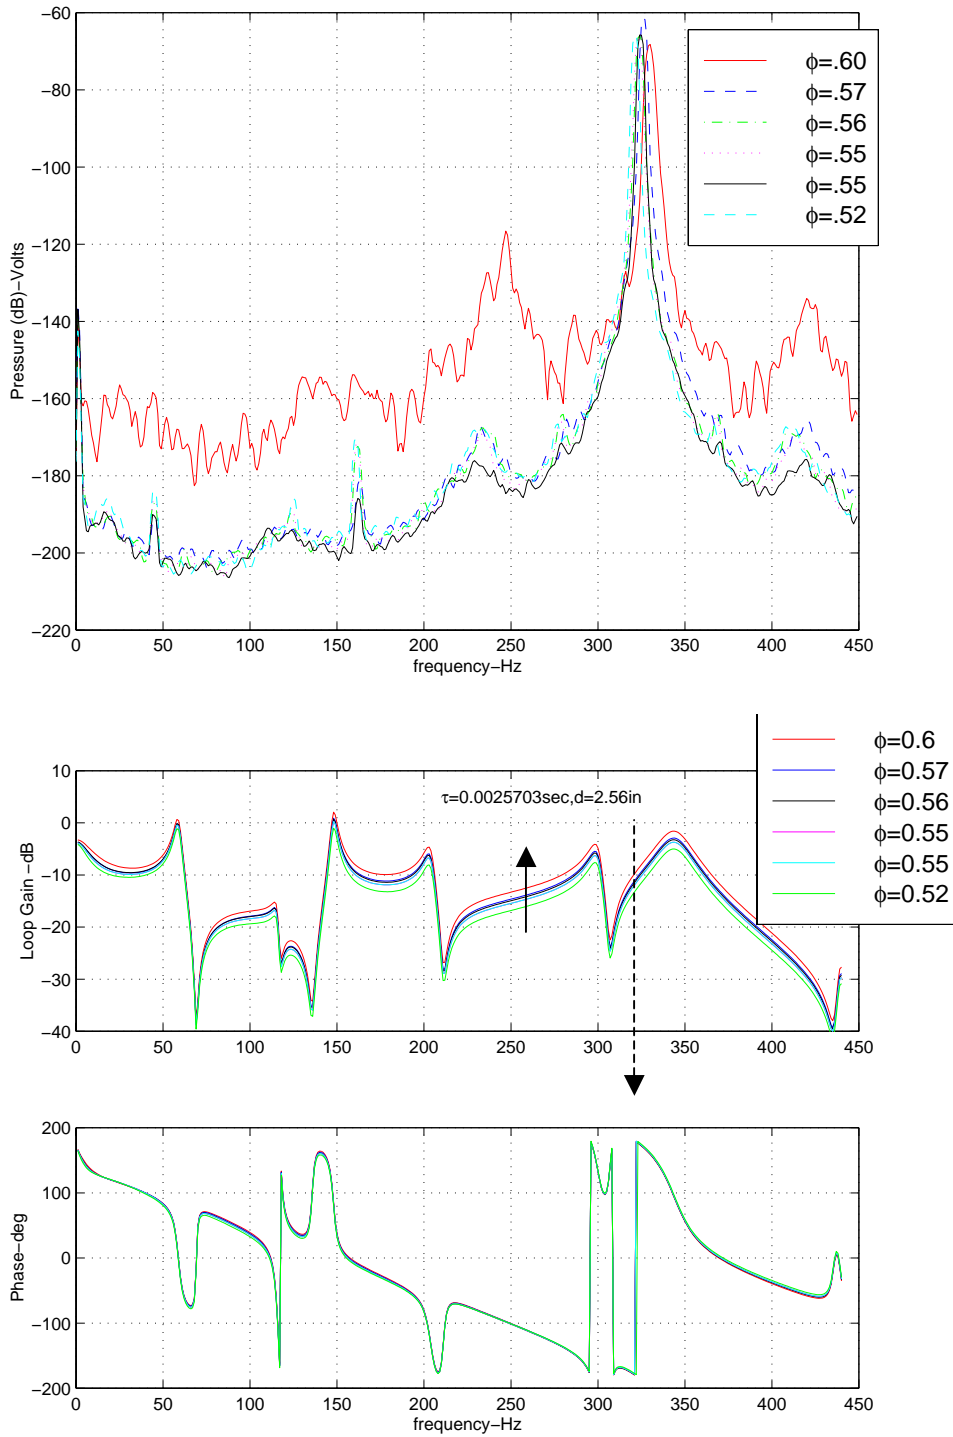 −60
−80
−100
−120
−140
−160
−180
−200
−220
Pressure (dB)−Volts
0 50 100 150 200 250 300 350 400 450
frequency−Hz
ϕ=.60
ϕ=.57
ϕ=.56
ϕ=.55
ϕ=.55
ϕ=.52
ϕ=0.6
ϕ=0.57
ϕ=0.56
ϕ=0.55
ϕ=0.55
ϕ=0.52
10
0
−10
−20
−30
−40
Loop Gain −dB
τ=0.0025703sec,d=2.56in
0 50 100 150 200 250 300 350 400 450
200
100
0
−100
−200
Phase−deg
0 50 100 150 200 250 300 350 400 450
frequency−Hz